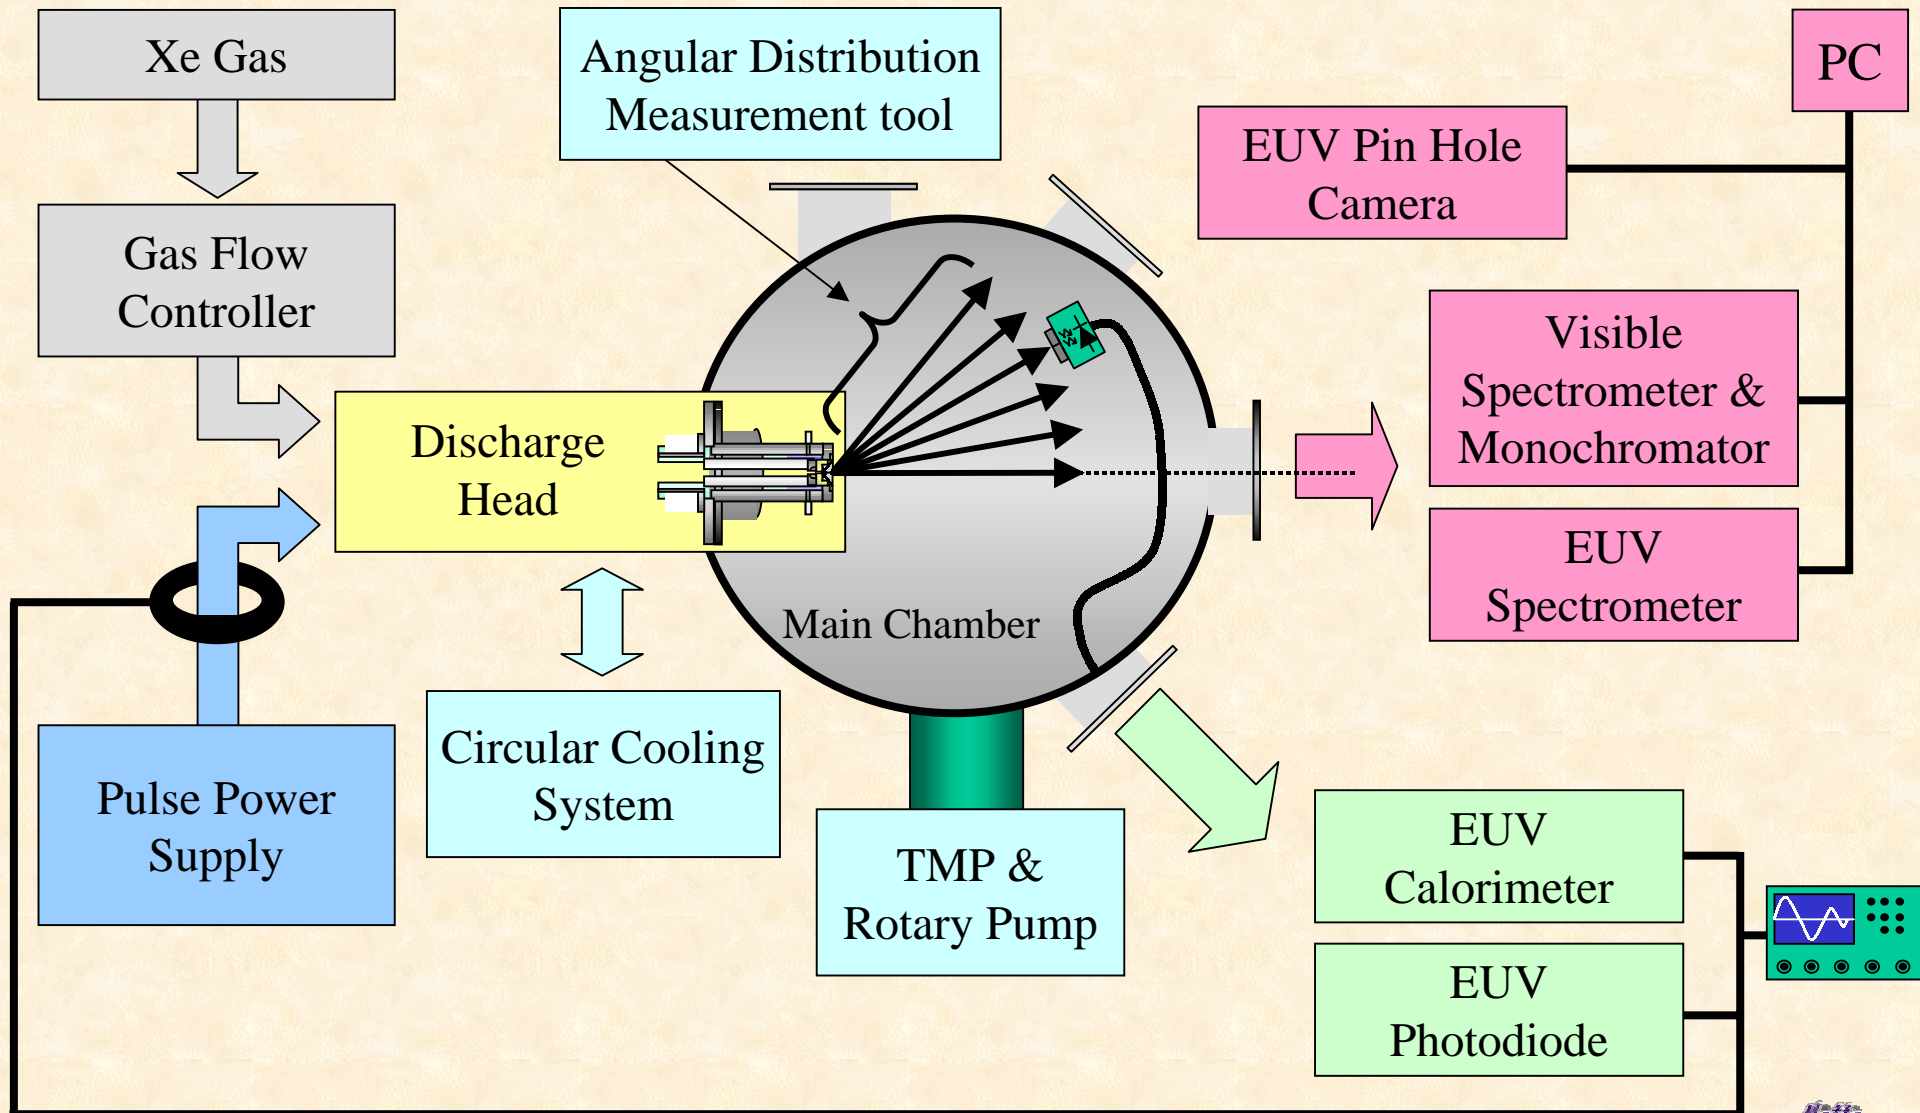 Xe Gas
Angular Distribution
Measurement tool
PC
EUV Pin Hole
Camera
Gas Flow
Controller
Visible
Spectrometer &
Monochromator
Discharge
Head
EUV
Spectrometer
Main Chamber
Circular Cooling
System
Pulse Power
Supply
TMP &
Rotary Pump
EUV
Calorimeter
EUV
Photodiode